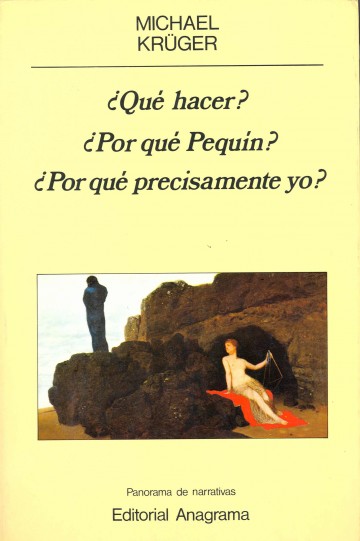 MICHAEL
KRÜGER
¿Qué hacer?
¿Por qué Pequín?
¿Por qué precisamente yo?
Panorama de narrativas
Editorial Anagrama